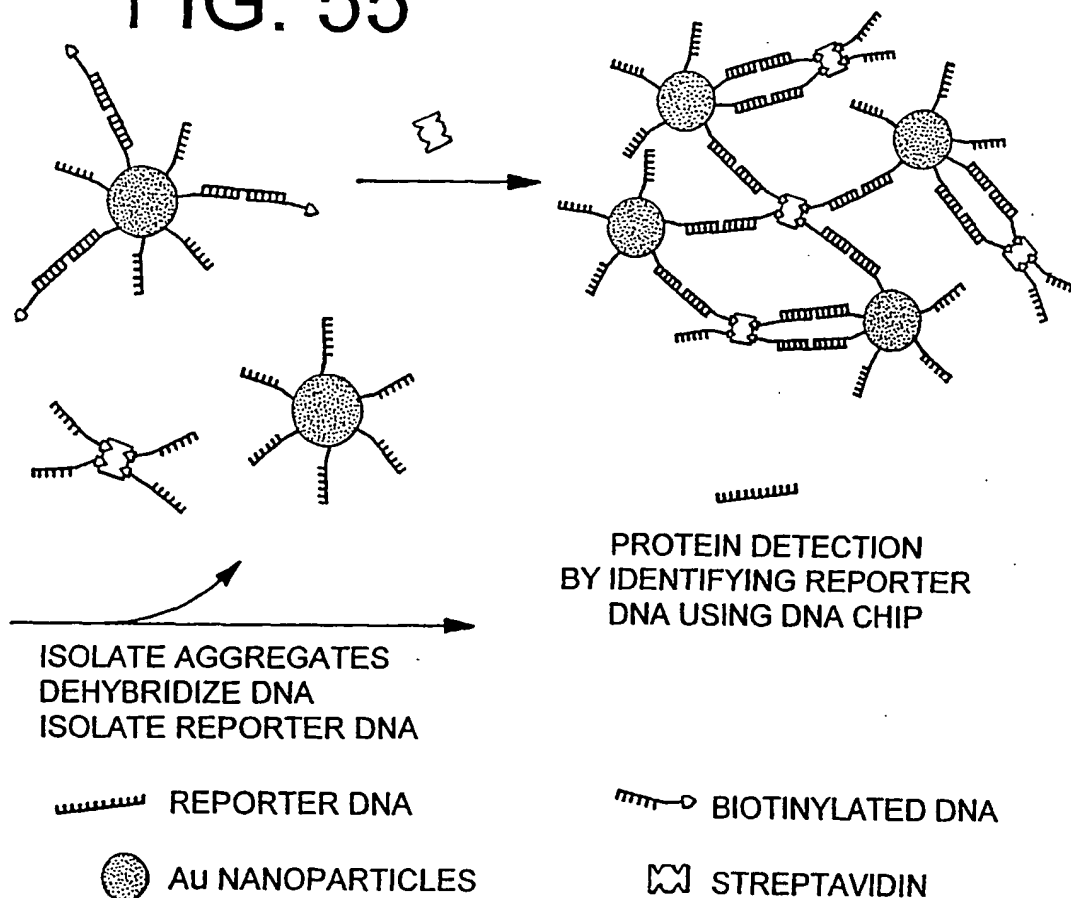 FIG. 55
PROTEIN DETECTION
BY IDENTIFYING REPORTER
DNA USING DNA CHIP
ISOLATE AGGREGATES
DEHYBRIDIZE DNA
ISOLATE REPORTER DNA
REPORTER DNA
BIOTINYLATED DNA
Au NANOPARTICLES
STREPTAVIDIN